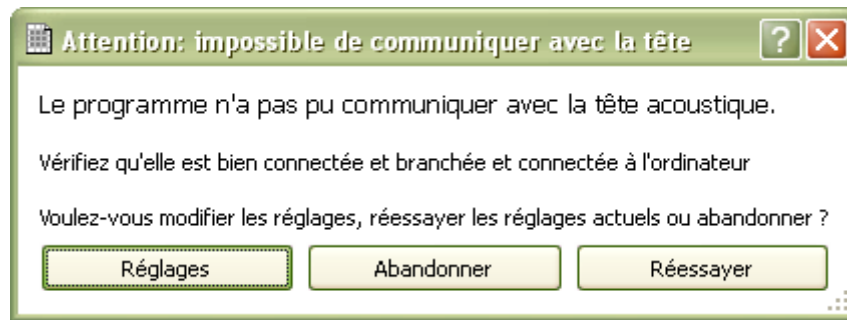 Attention: impossible de communiquer avec la tête
Le programme n'a pas pu communiquer avec la tête acoustique.
Vérifiez qu'elle est bien connectée et branchée et connectée à l'ordinateur
Voulez-vous modifier les réglages, réessayer les réglages actuels ou abandonner ?
Réglages Abandonner Réessayer